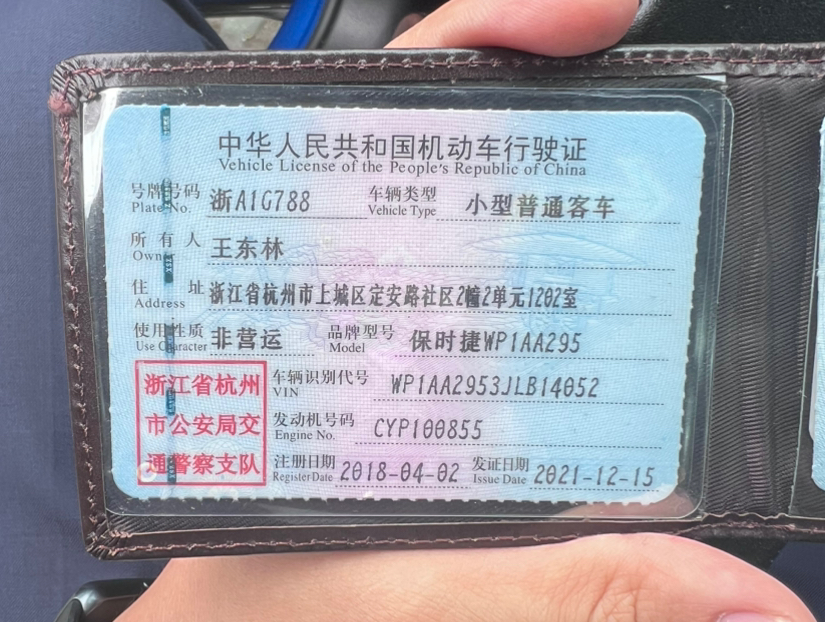 中华人民共和国机动车行驶证
Vehicle License of the People's Republic of China
号牌号码 浙A1G788 车辆类型 小型普通客车
Plate No. Vehicle Type
所有人 王东林
Owner
住址 浙江省杭州市上城区定安路社区2幢2单元1202室
Address
使用性质 非营运 品牌型号 保时捷WP1AA295
Use Character Model
浙江省杭州
市公安局交
通警察支队
车辆识别代号 WP1AA2953JLB14052
VIN
发动机号码 CYP100855
Engine No.
注册日期 2018-04-02 发证日期 2021-12-15
Register Date Issue Date